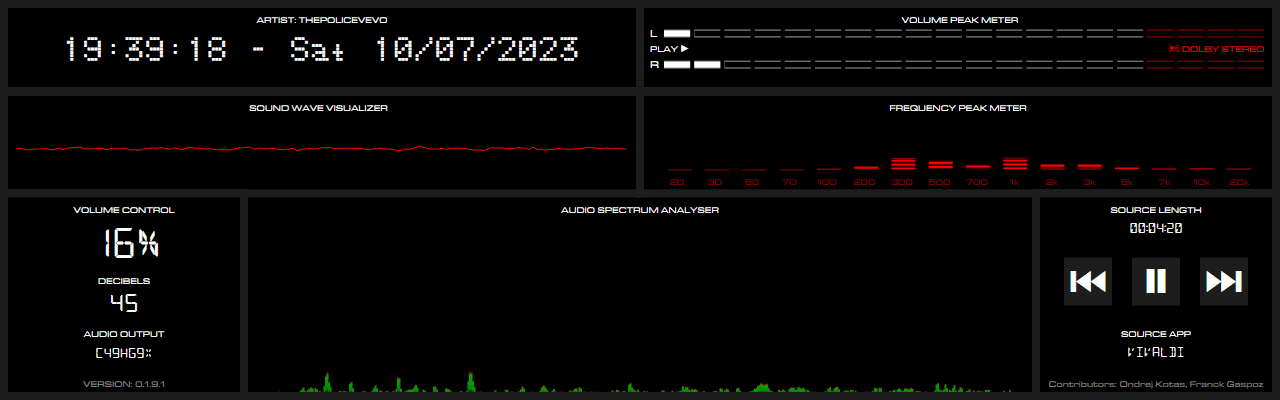 ARTIST: THEPOLICEVEVO
19:39:18 - Sat 10/07/2023
VOLUME PEAK METER
L
PLAY
DOLBY STEREO
R
SOUND WAVE VISUALIZER
FREQUENCY PEAK METER
20 30 50 70 100 200 300 500 700 1k 2k 3k 5k 7k 10k 20k
VOLUME CONTROL
16%
DECIBELS
45
AUDIO OUTPUT
C49HG9x
VERSION: 0.1.9.1
AUDIO SPECTRUM ANALYSER
SOURCE LENGTH
00:04:20
SOURCE APP
VIVALDI
Contributors: Ondrej Kotas, Franck Gaspoz